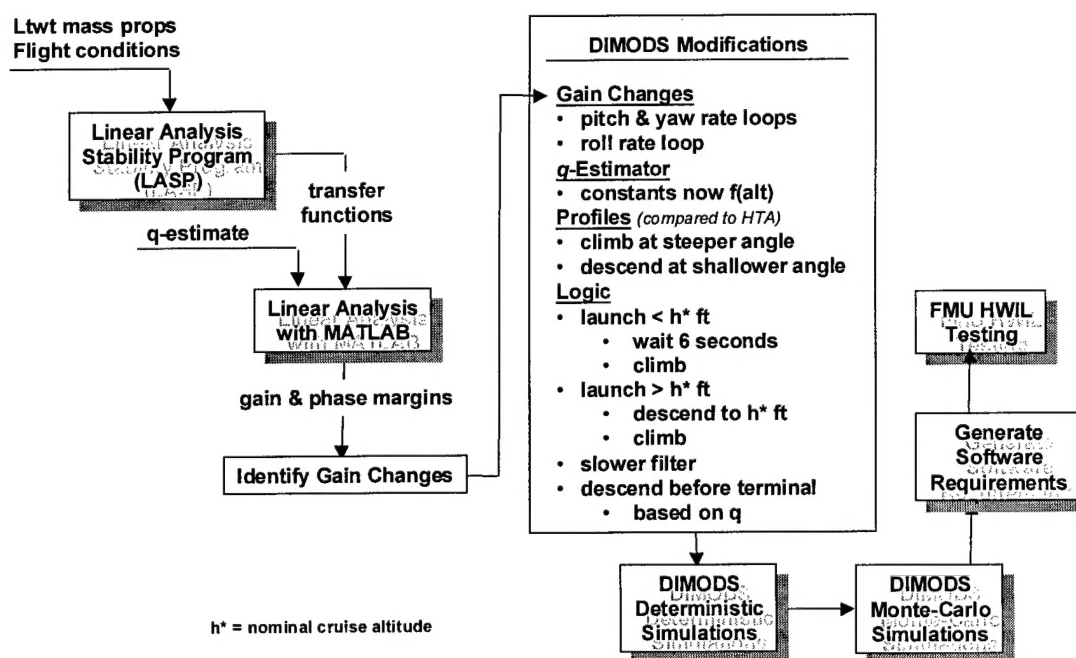 Ltwt mass props
Flight conditions
Linear Analysis
Stability Program
(LASP)
transfer
functions
q-estimate
Linear Analysis
with MATLAB
gain & phase margins
Identify Gain Changes
DIMODS Modifications
Gain Changes
• pitch & yaw rate loops
• roll rate loop
q-Estimator
• constants now f(alt)
Profiles (compared to HTA)
• climb at steeper angle
• descend at shallower angle
Logic
• launch < h* ft
• wait 6 seconds
• climb
• launch > h* ft
• descend to h* ft
• climb
• slower filter
• descend before terminal
• based on q
DIMODS
Deterministic
Simulations
DIMODS
Monte-Carlo
Simulations
Generate
Software
Requirements
FMU HWIL
Testing
h* = nominal cruise altitude